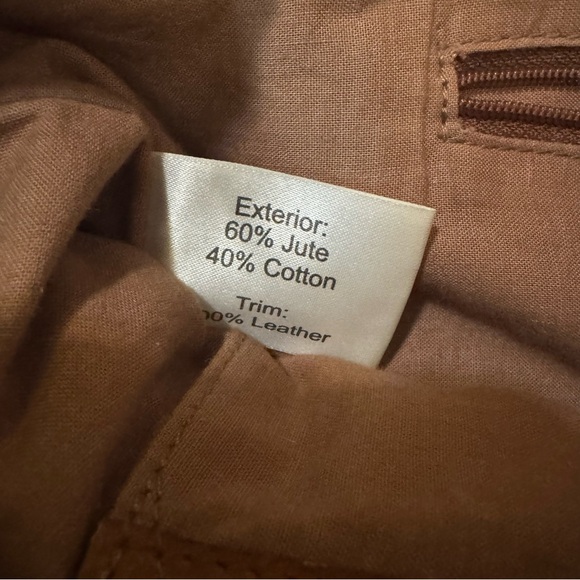 Exterior:
60% Jute
40% Cotton
Trim:
00% Leather